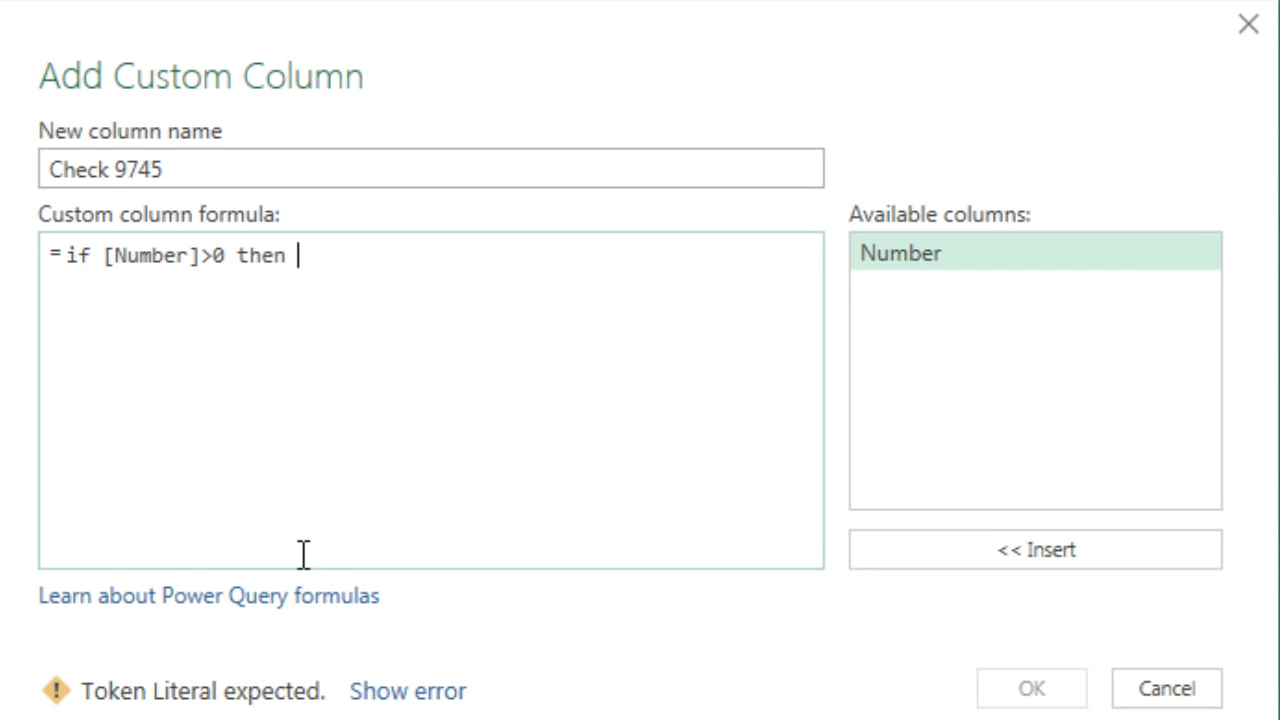 Add Custom Column
New column name
Check 9745
Custom column formula:
=if [Number]>0 then
Available columns:
Number
<< Insert
Learn about Power Query formulas
Token Literal expected. Show error
OK
Cancel